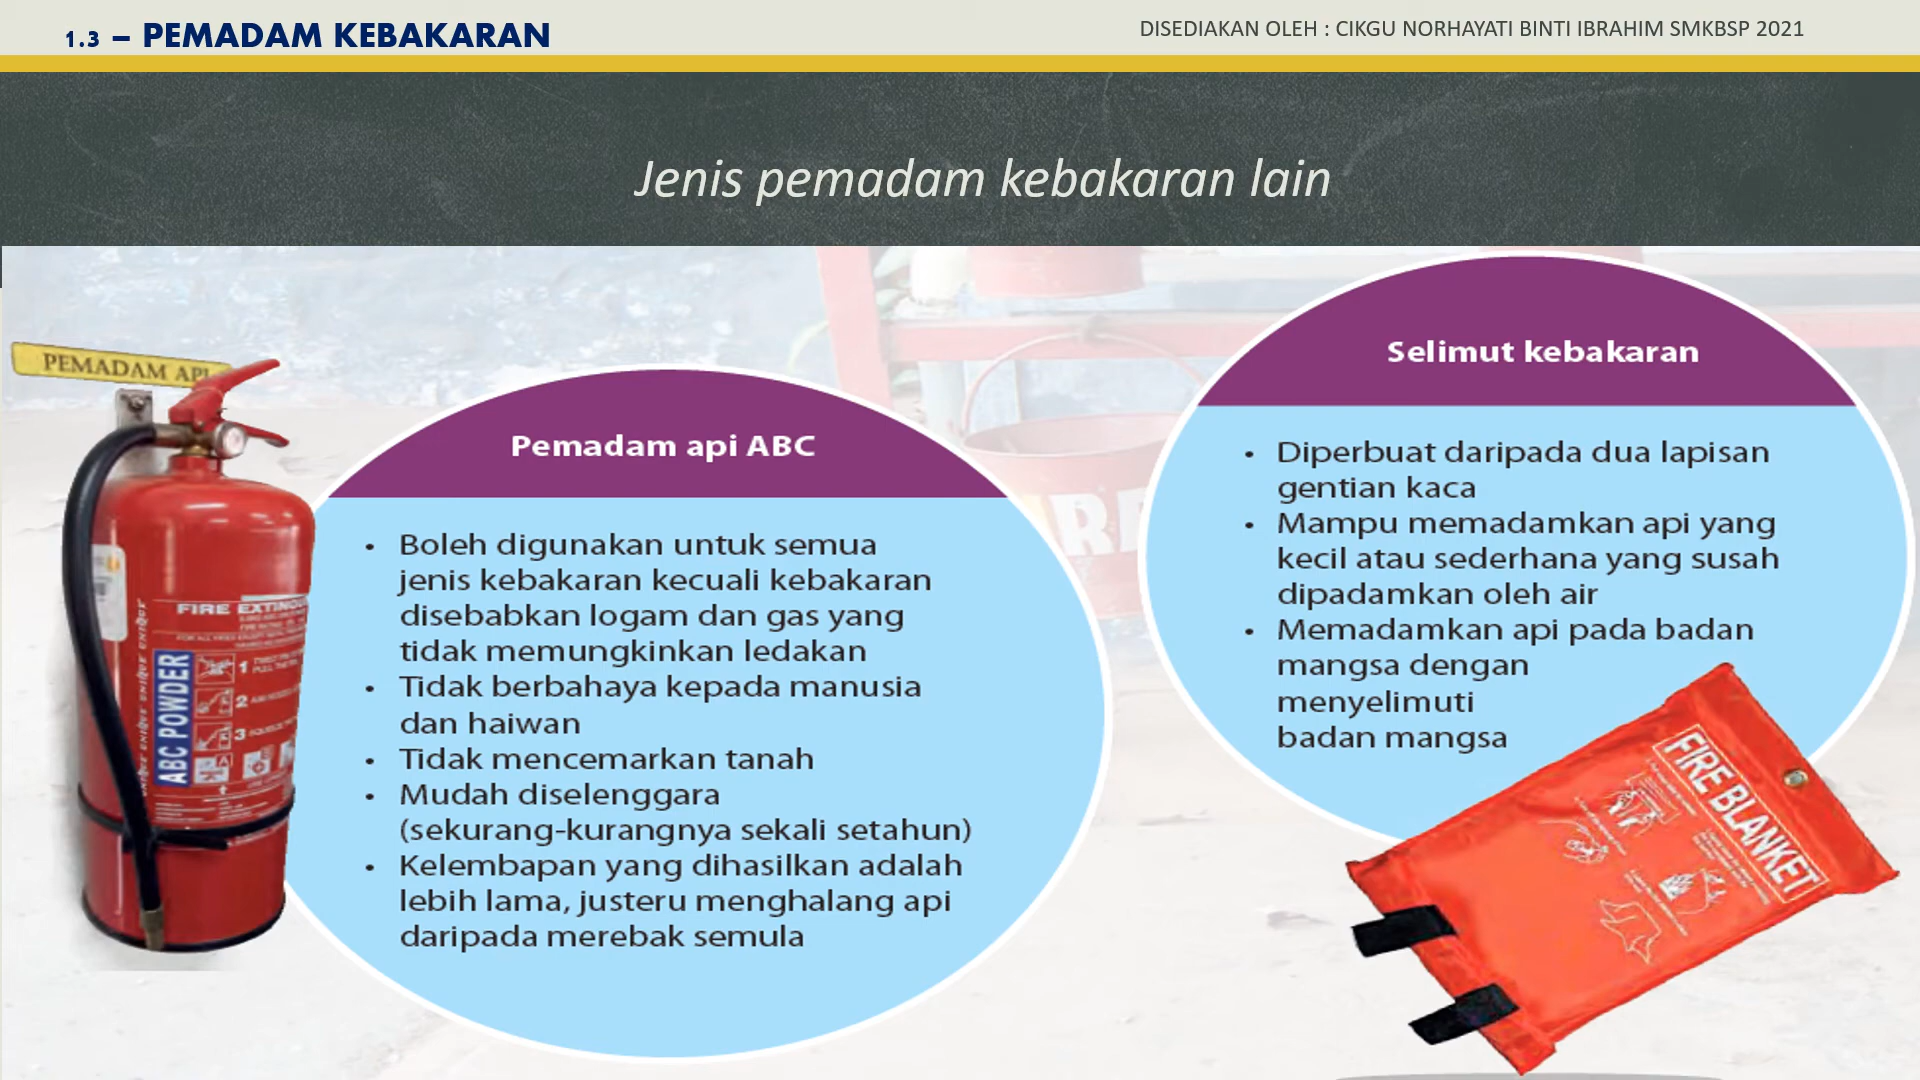 1.3 – PEMADAM KEBAKARAN
DISEDIAKAN OLEH : CIKGU NORHAYATI BINTI IBRAHIM SMKBSP 2021
Jenis pemadam kebakaran lain
PEMADAM API
FIRE EXTINGU
ABC POWDER
1
2
3
Pemadam api ABC
• Boleh digunakan untuk semua
jenis kebakaran kecuali kebakaran
disebabkan logam dan gas yang
tidak memungkinkan ledakan
• Tidak berbahaya kepada manusia
dan haiwan
• Tidak mencemarkan tanah
• Mudah diselenggara
(sekurang-kurangnya sekali setahun)
• Kelembapan yang dihasilkan adalah
lebih lama, justeru menghalang api
daripada merebak semula
Selimut kebakaran
• Diperbuat daripada dua lapisan
gentian kaca
• Mampu memadamkan api yang
kecil atau sederhana yang susah
dipadamkan oleh air
• Memadamkan api pada badan
mangsa dengan
menyelimuti
badan mangsa
FIRE BLANKET